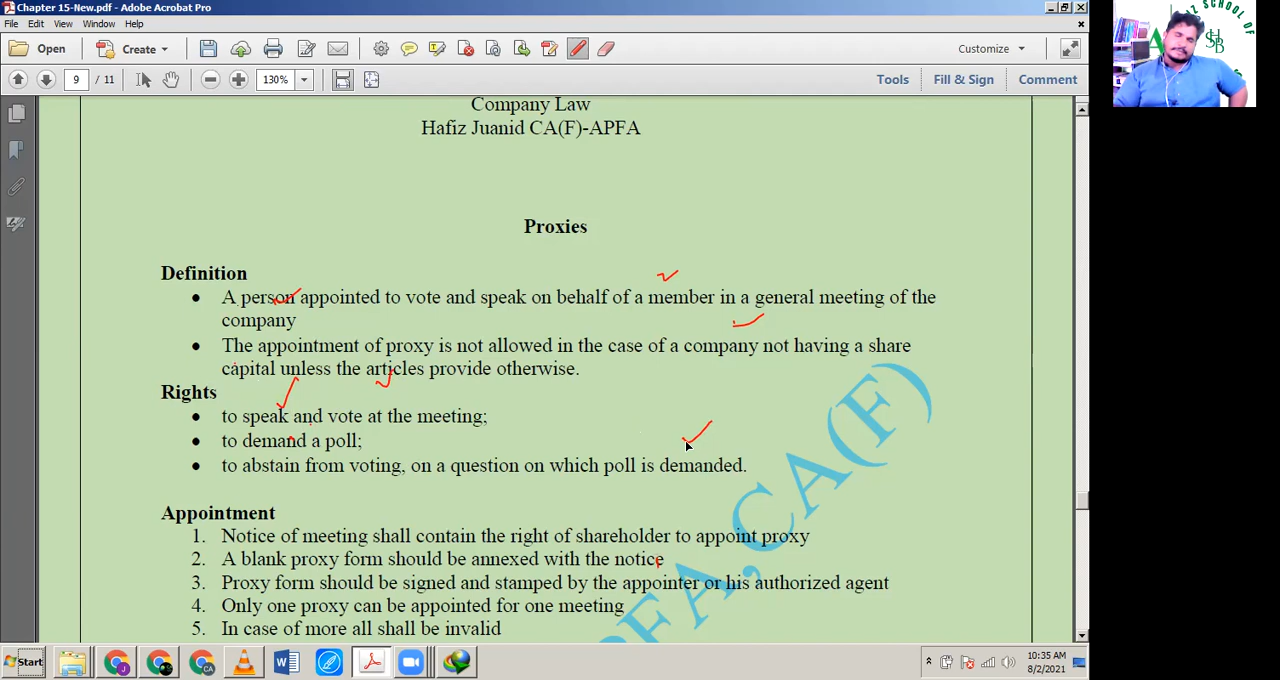 Chapter 15-New.pdf - Adobe Acrobat Pro
File Edit View Window Help
Open Create Customize
9 / 11 130% Tools Fill & Sign Comment
Company Law
Hafiz Juanid CA(F)-APFA
Proxies
Definition
• A person appointed to vote and speak on behalf of a member in a general meeting of the
company
• The appointment of proxy is not allowed in the case of a company not having a share
capital unless the articles provide otherwise.
Rights
• to speak and vote at the meeting;
• to demand a poll;
• to abstain from voting, on a question on which poll is demanded.
Appointment
1. Notice of meeting shall contain the right of shareholder to appoint proxy
2. A blank proxy form should be annexed with the notice
3. Proxy form should be signed and stamped by the appointer or his authorized agent
4. Only one proxy can be appointed for one meeting
5. In case of more all shall be invalid
PFA,CA(F)
SCHOOL OF
Start
10:35 AM
8/2/2021